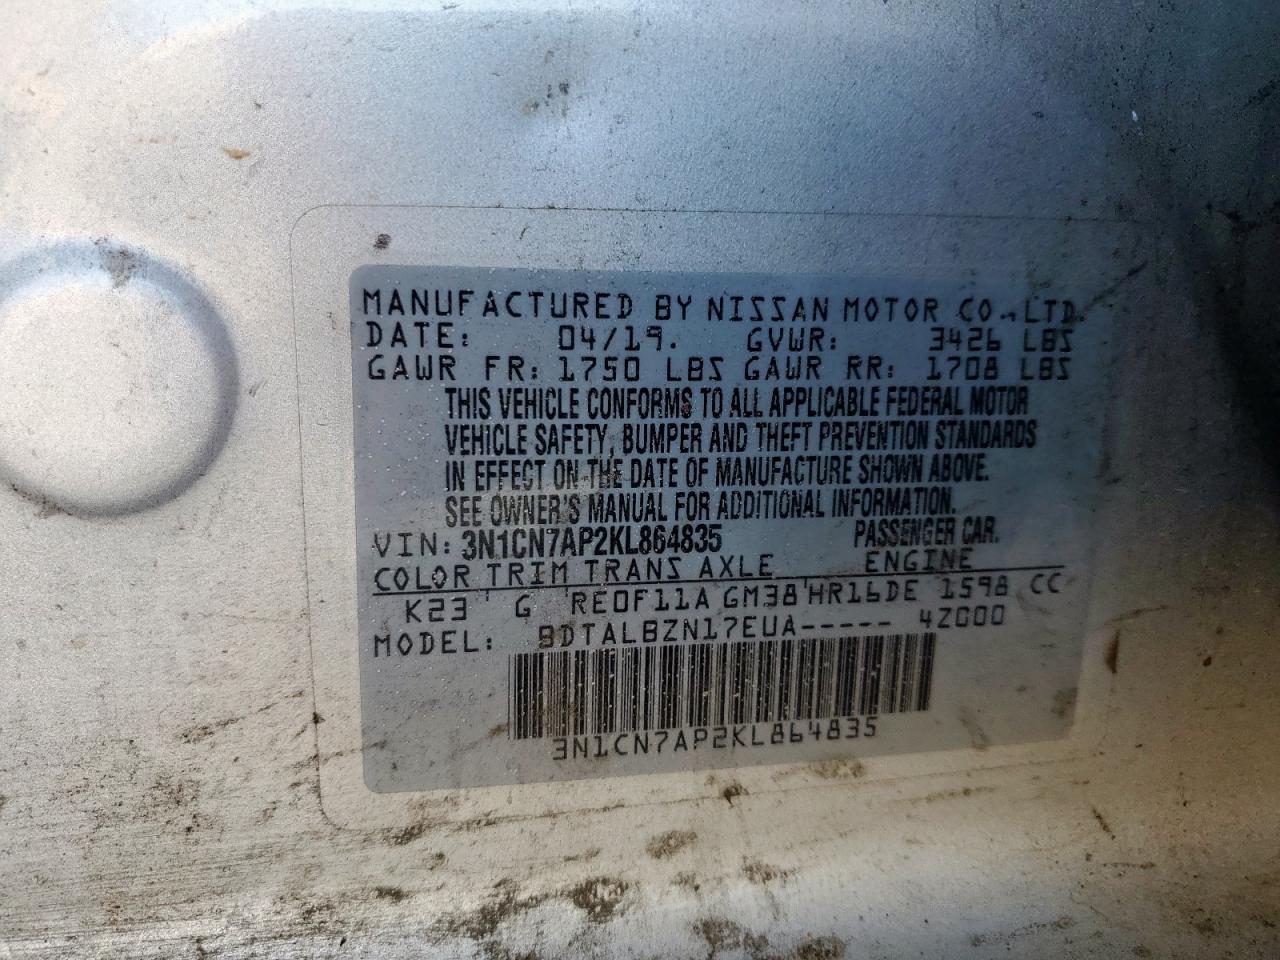 MANUFACTURED BY NISSAN MOTOR CO., LTD.
DATE: 04/19. GVWR: 3426 LBS
GAWR FR: 1750 LBS GAWR RR: 1708 LBS
THIS VEHICLE CONFORMS TO ALL APPLICABLE FEDERAL MOTOR
VEHICLE SAFETY, BUMPER AND THEFT PREVENTION STANDARDS
IN EFFECT ON THE DATE OF MANUFACTURE SHOWN ABOVE.
SEE OWNER'S MANUAL FOR ADDITIONAL INFORMATION.
VIN: 3N1CN7AP2KL864835 PASSENGER CAR.
COLOR TRIM TRANS AXLE ENGINE
K23 G RE0F11A GM38 HR16DE 1598 CC
MODEL: BDTALBZN17EUA----- 4ZG00
3N1CN7AP2KL864835